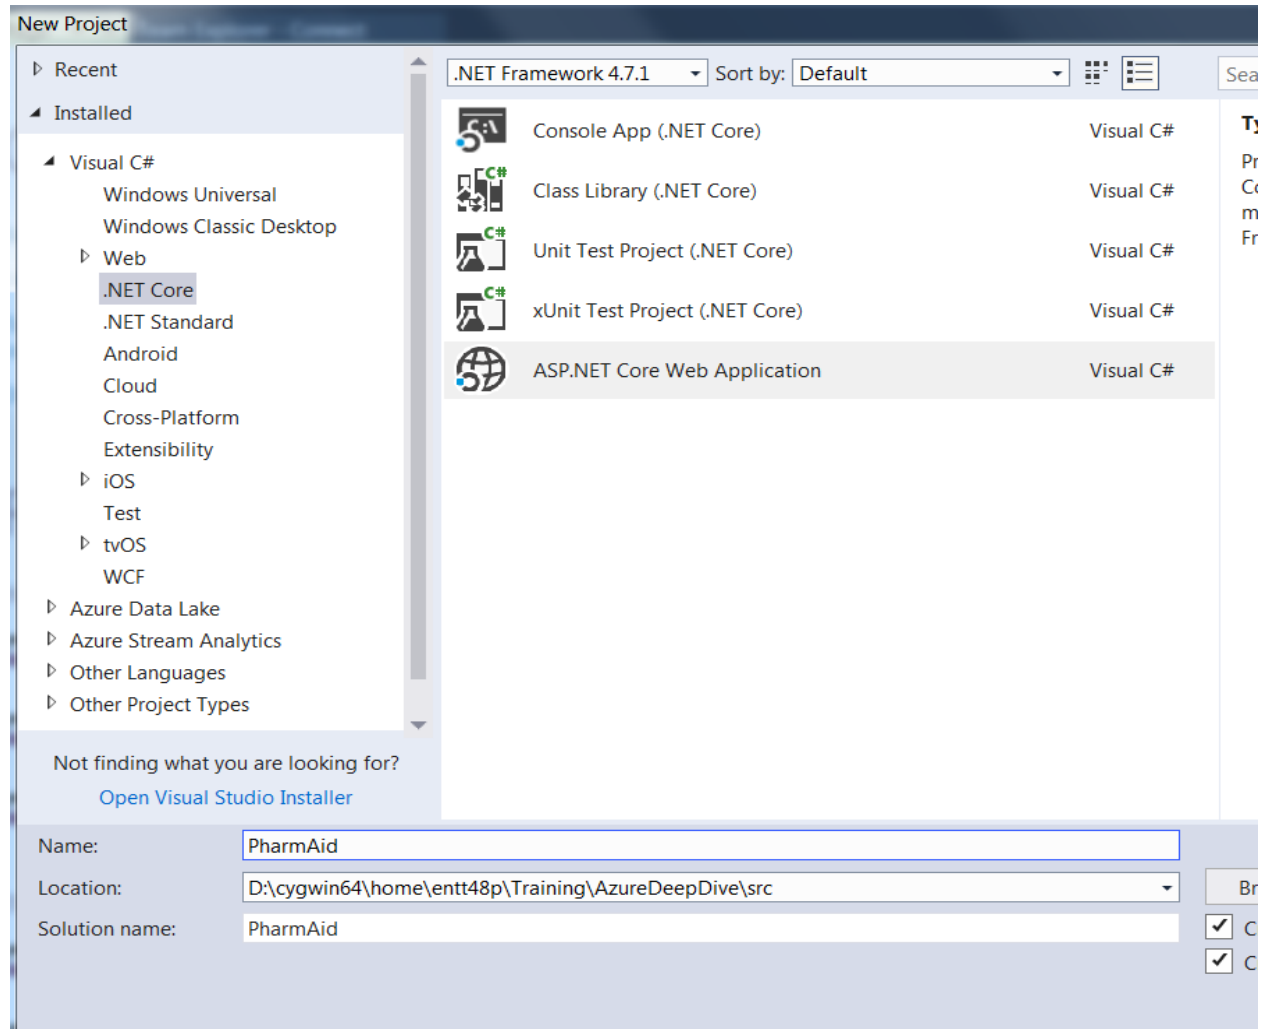 New Project
Recent
Installed
Visual C#
Windows Universal
Windows Classic Desktop
Web
.NET Core
.NET Standard
Android
Cloud
Cross-Platform
Extensibility
iOS
Test
tvOS
WCF
Azure Data Lake
Azure Stream Analytics
Other Languages
Other Project Types
Not finding what you are looking for?
Open Visual Studio Installer
.NET Framework 4.7.1 Sort by: Default
Console App (.NET Core) Visual C#
Class Library (.NET Core) Visual C#
Unit Test Project (.NET Core) Visual C#
xUnit Test Project (.NET Core) Visual C#
ASP.NET Core Web Application Visual C#
Name: PharmAid
Location: D:\cygwin64\home\entt48p\Training\AzureDeepDive\src
Solution name: PharmAid